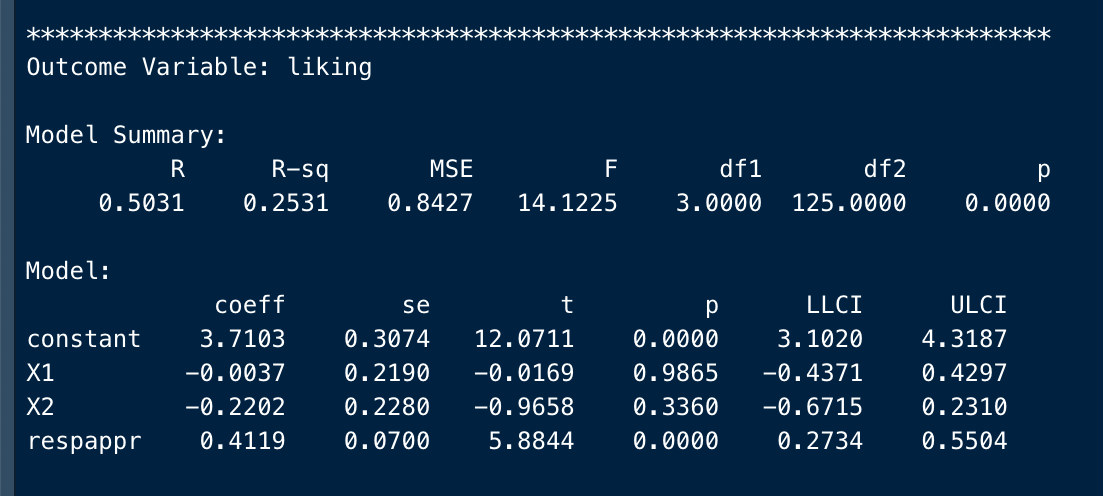 ***********************************************************************
Outcome Variable: liking
Model Summary:
R R-sq MSE F df1 df2 p
0.5031 0.2531 0.8427 14.1225 3.0000 125.0000 0.0000
Model:
coeff se t p LLCI ULCI
constant 3.7103 0.3074 12.0711 0.0000 3.1020 4.3187
X1 -0.0037 0.2190 -0.0169 0.9865 -0.4371 0.4297
X2 -0.2202 0.2280 -0.9658 0.3360 -0.6715 0.2310
respappr 0.4119 0.0700 5.8844 0.0000 0.2734 0.5504